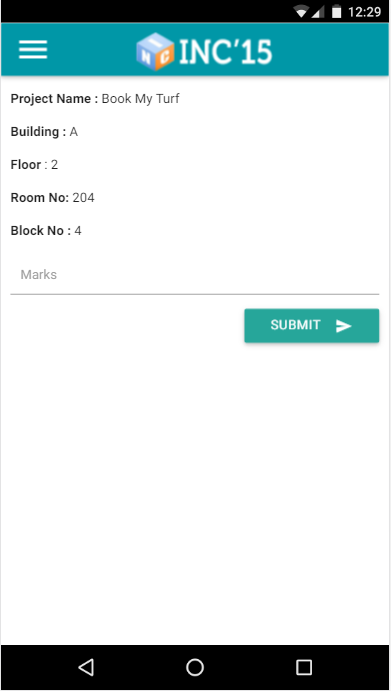 12:29
INC'15
Project Name : Book My Turf
Building : A
Floor : 2
Room No: 204
Block No : 4
Marks
SUBMIT